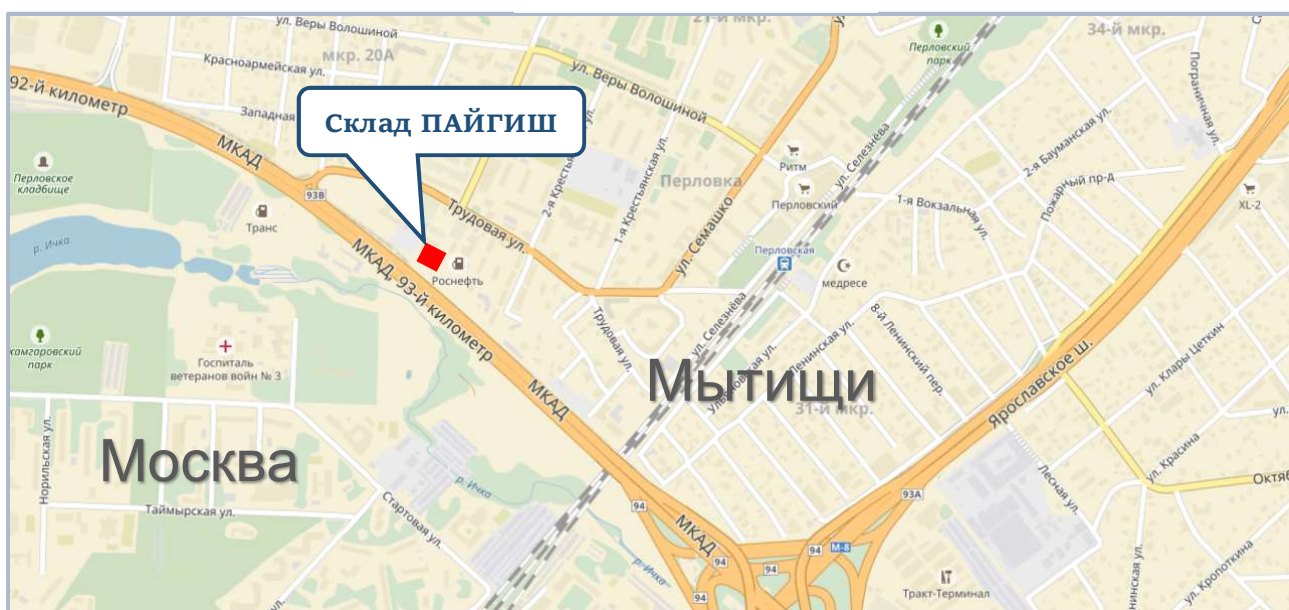 21-й мкр.
34-й мкр.
ул. Веры Волошиной
мкр. 20А
Перловский
парк
Красноармейская ул.
ул. Веры Волошиной
Пограничная ул.
92-й километр
Западная
Склад ПАЙГИШ
МКАД
2-я Бауманская ул.
Ритм
ул. Селезнёва
Перловское
кладбище
93В
2-я Крестьянская ул.
1-я Крестьянская ул.
Перловка
Перловский
1-я Вокзальная ул.
Пожарный пр-д
XL-2
Транс
Трудовая ул.
ул. Семашко
р. Ичка
Перловская
Роснефть
медресе
МКАД, 93-й километр
Трудовая ул.
ул. Селезнёва
8-й Ленинский пер.
Ленинская ул.
ул. Клары Цеткин
Ярославское ш.
парк
Госпиталь
ветеранов войн № 3
МКАД
Мытищи
31-й мкр.
ул.
Москва
Норильская ул.
Таймырская ул.
Стартовая ул.
р. Ичка
ул. Красина
Лесная ул.
93А
94
МКАД
94
М-8
94
94
94
94
р. Ичка
Тракт-Терминал
ул. Кропоткина